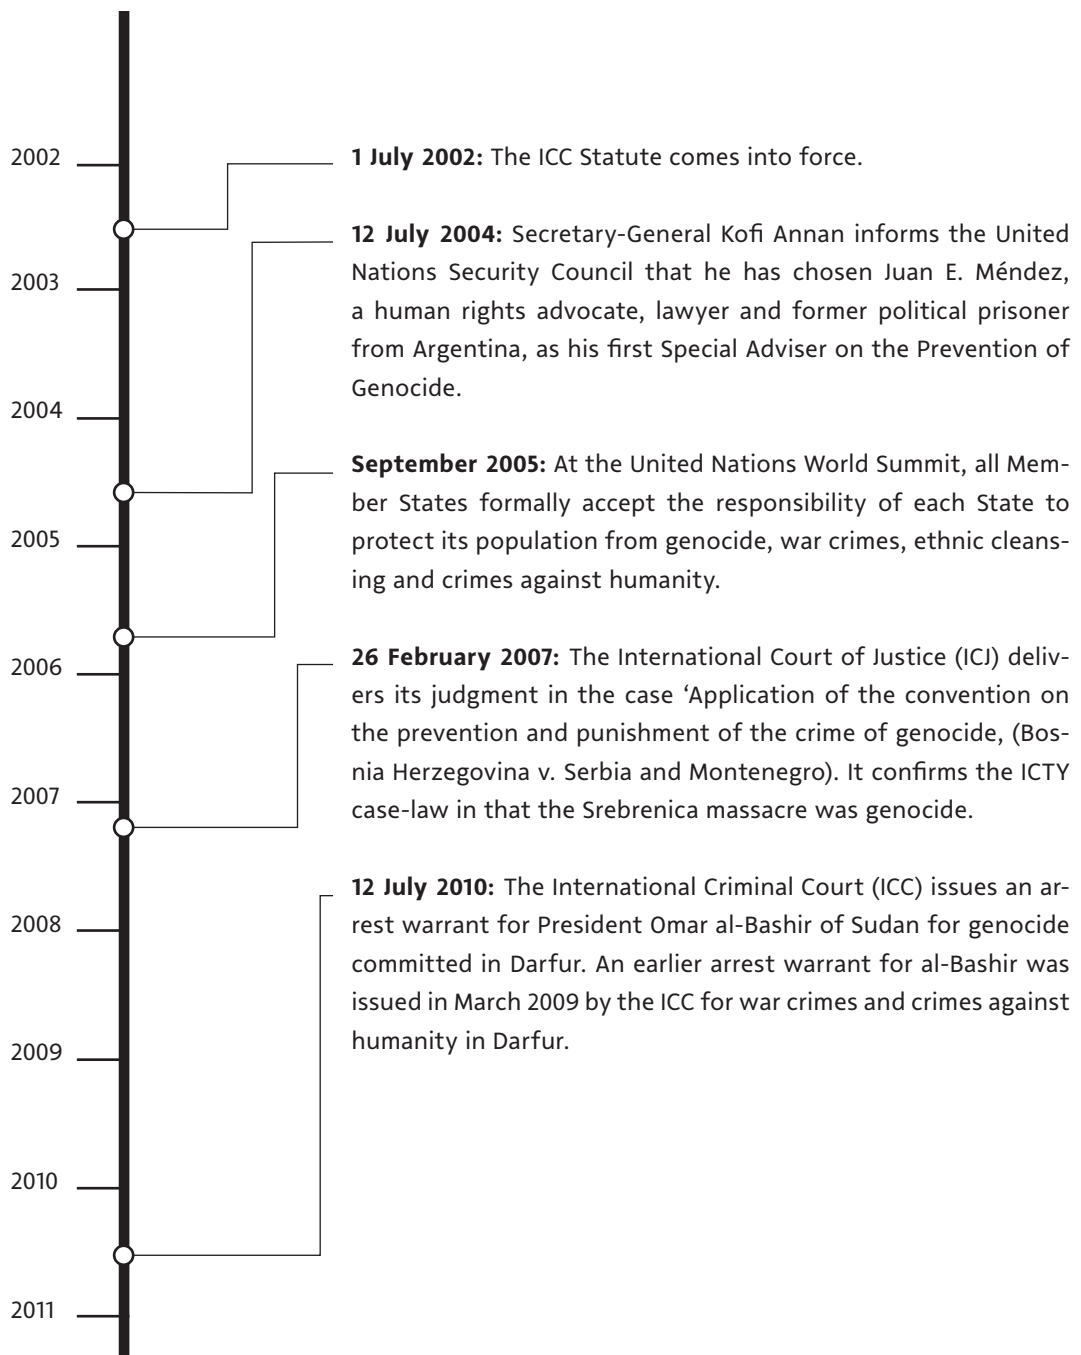 2002
1 July 2002: The ICC Statute comes into force.
12 July 2004: Secretary-General Kofi Annan informs the United
Nations Security Council that he has chosen Juan E. Méndez,
2003
a human rights advocate, lawyer and former political prisoner
from Argentina, as his first Special Adviser on the Prevention of
Genocide.
2004
September 2005: At the United Nations World Summit, all Mem-
ber States formally accept the responsibility of each State to
2005
protect its population from genocide, war crimes, ethnic cleans-
ing and crimes against humanity.
2006
26 February 2007: The International Court of Justice (ICJ) deliv-
ers its judgment in the case ‘Application of the convention on
the prevention and punishment of the crime of genocide, (Bos-
nia Herzegovina v. Serbia and Montenegro). It confirms the ICTY
2007
case-law in that the Srebrenica massacre was genocide.
12 July 2010: The International Criminal Court (ICC) issues an ar-
2008
rest warrant for President Omar al-Bashir of Sudan for genocide
committed in Darfur. An earlier arrest warrant for al-Bashir was
issued in March 2009 by the ICC for war crimes and crimes against
humanity in Darfur.
2009
2010
2011